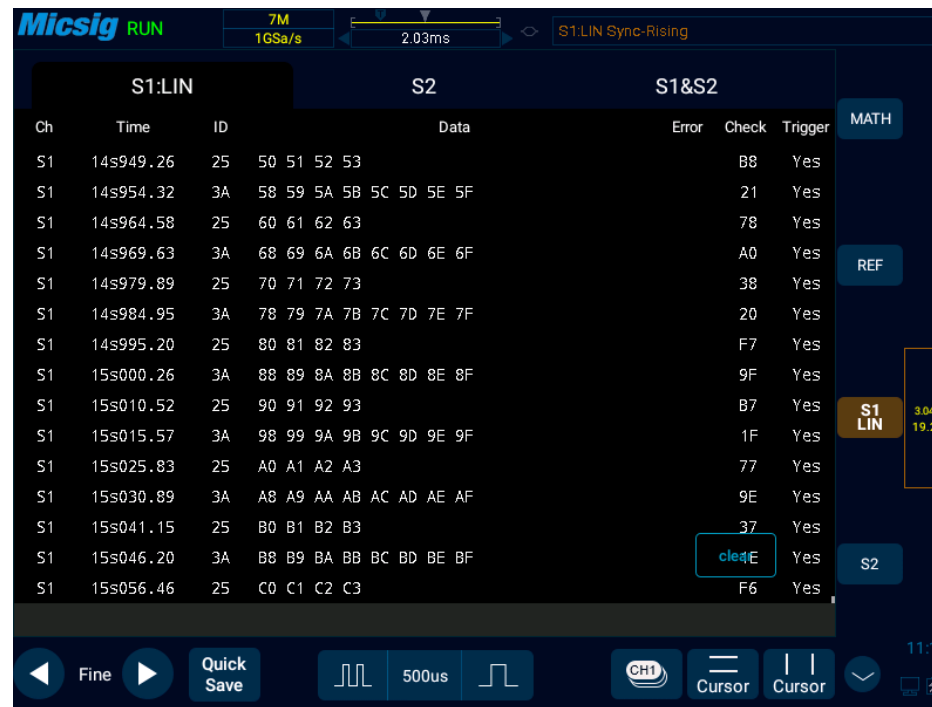 Micsig RUN 7M 1GSa/s 2.03ms S1:LIN Sync-Rising
S1:LIN S2 S1&S2
Ch Time ID Data Error Check Trigger
S1 14s949.26 25 50 51 52 53 B8 Yes
S1 14s954.32 3A 58 59 5A 5B 5C 5D 5E 5F 21 Yes
S1 14s964.58 25 60 61 62 63 78 Yes
S1 14s969.63 3A 68 69 6A 6B 6C 6D 6E 6F A0 Yes
S1 14s979.89 25 70 71 72 73 38 Yes
S1 14s984.95 3A 78 79 7A 7B 7C 7D 7E 7F 20 Yes
S1 14s995.20 25 80 81 82 83 F7 Yes
S1 15s000.26 3A 88 89 8A 8B 8C 8D 8E 8F 9F Yes
S1 15s010.52 25 90 91 92 93 B7 Yes
S1 15s015.57 3A 98 99 9A 9B 9C 9D 9E 9F 1F Yes
S1 15s025.83 25 A0 A1 A2 A3 77 Yes
S1 15s030.89 3A A8 A9 AA AB AC AD AE AF 9E Yes
S1 15s041.15 25 B0 B1 B2 B3 37 Yes
S1 15s046.20 3A B8 B9 BA BB BC BD BE BF Yes
clear
S1 15s056.46 25 C0 C1 C2 C3 F6 Yes
MATH
REF
S1
LIN
S2
Fine
Quick
Save
500us
CH1
Cursor
Cursor